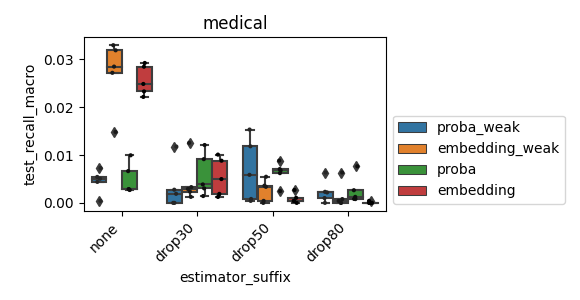 medical
test_recall_macro
0.03
0.02
0.01
0.00
none
drop30
drop50
drop80
estimator_suffix
proba_weak
embedding_weak
proba
embedding